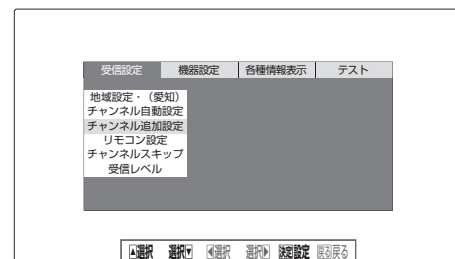 受信設定 機器設定 各種情報表示 テスト
地域設定・（愛知）
チャンネル自動設定
チャンネル追加設定
リモコン設定
チャンネルスキップ
受信レベル
▲選択 選択▼ ◀選択 選択▶ 決定設定 戻る戻る